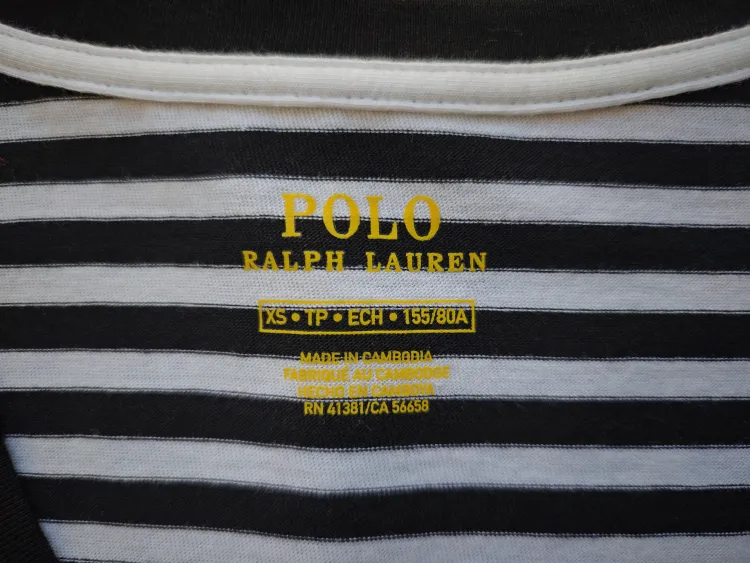 POLO
RALPH LAUREN
XS • TP • ECH • 155/80A
MADE IN CAMBODIA
FABRIQUE AU CAMBODGE
HECHO EN CAMBOYA
RN 41381/CA 56658